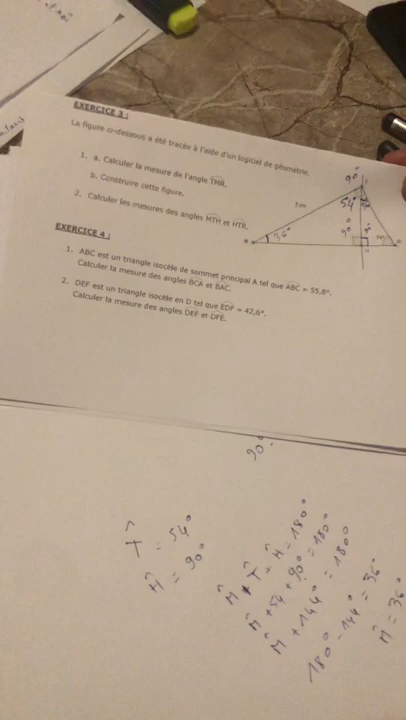 EXERCICE 3 :
La figure ci-dessous a été tracée à l'aide d'un logiciel de géométrie.
1. a. Calculer la mesure de l'angle TMR.
b. Construire cette figure.
2. Calculer les mesures des angles MTH et HTR.
90°
54°
90°
36°
EXERCICE 4 :
1. ABC est un triangle isocèle de sommet principal A tel que ABC = 55,8°.
Calculer la mesure des angles BCA et BAC.
2. DEF est un triangle isocèle en D tel que EDF = 42,6°.
Calculer la mesure des angles DEF et DFE.
90°
T̂ = 54°
Ĥ = 90°
M̂ + T̂ + Ĥ = 180°
M̂ + 54 + 90° = 180°
M̂ + 144° = 180°
180° - 144° = 36°
M̂ = 36°